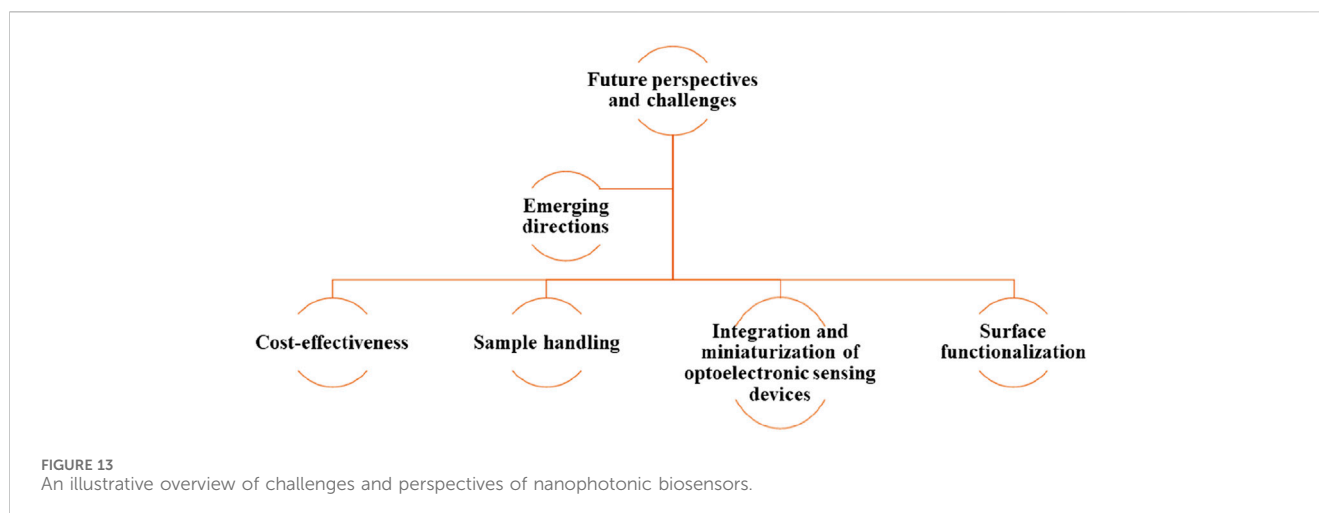 Future perspectives
and challenges
Emerging
directions
Cost-effectiveness
Sample handling
Integration and
miniaturization of
optoelectronic sensing
devices
Surface
functionalization
FIGURE 13
An illustrative overview of challenges and perspectives of nanophotonic biosensors.